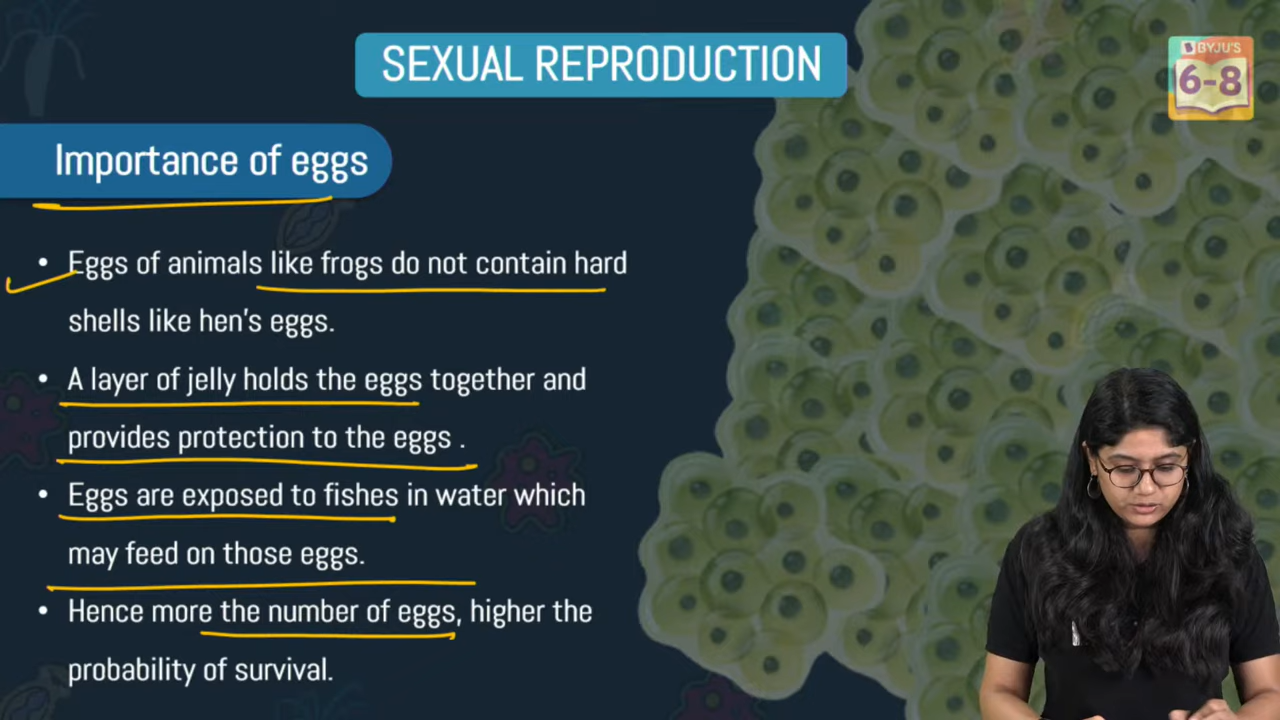 SEXUAL REPRODUCTION
BYJU'S
6-8
Importance of eggs
• Eggs of animals like frogs do not contain hard
shells like hen's eggs.
• A layer of jelly holds the eggs together and
provides protection to the eggs .
• Eggs are exposed to fishes in water which
may feed on those eggs.
• Hence more the number of eggs, higher the
probability of survival.